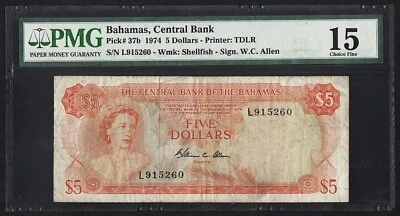 PMG
PAPER MONEY GUARANTY
Bahamas, Central Bank
Pick# 37b 1974 5 Dollars - Printer: TDLR
S/N L915260 - Wmk: Shellfish - Sign. W.C. Allen
15
Choice Fine
$5
THE CENTRAL BANK OF THE BAHAMAS
$5
L915260
FIVE
DOLLARS
L915260
$5
$5